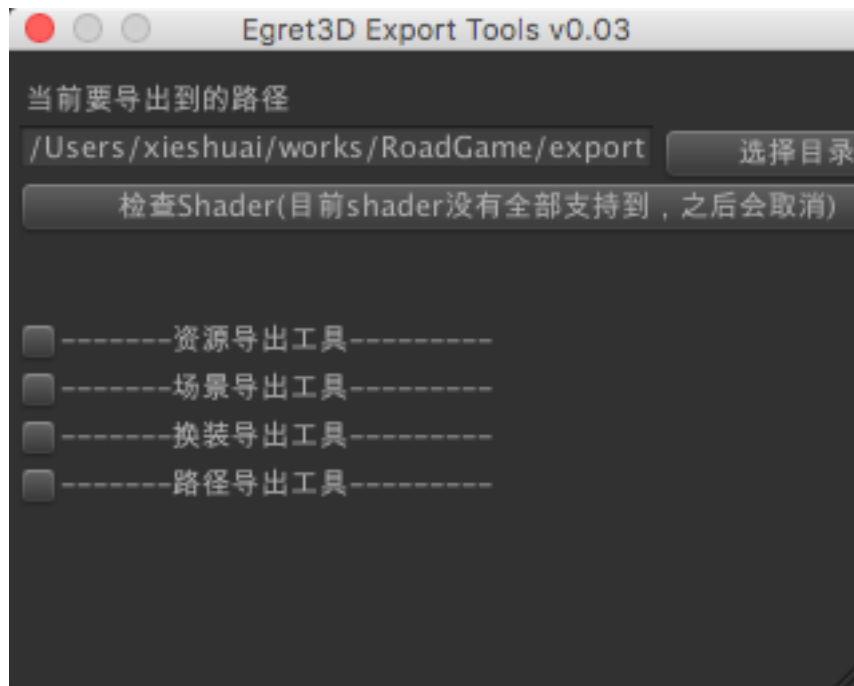 Egret3D Export Tools v0.03
当前要导出到的路径
/Users/xieshuai/works/RoadGame/export 选择目录
检查Shader(目前shader没有全部支持到，之后会取消)
-------资源导出工具---------
-------场景导出工具---------
-------换装导出工具---------
-------路径导出工具---------